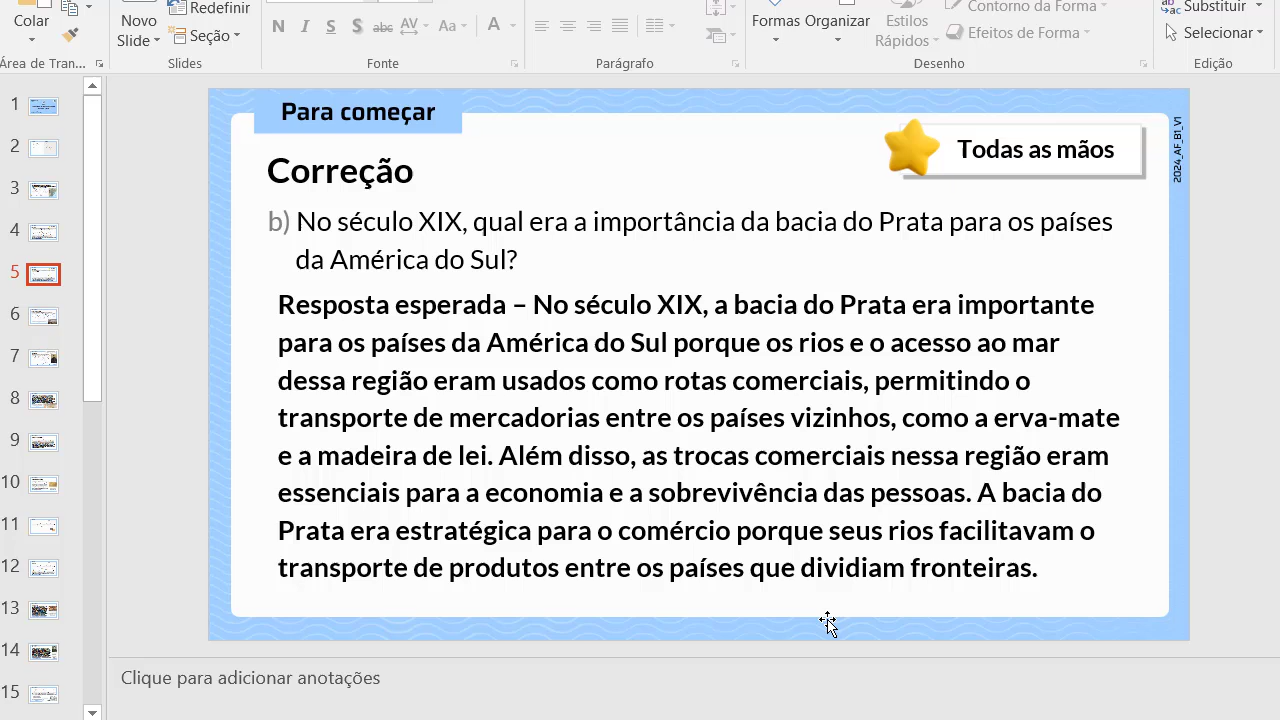 Colar
Novo
Slide
Redefinir
Seção
N I S S abc AV Aa A
Formas Organizar Estilos
Rápidos
Contorno da Forma
Efeitos de Forma
Substituir
Selecionar
Área de Tran...
Slides
Fonte
Parágrafo
Desenho
Edição
1
2
3
4
5
6
7
8
9
10
11
12
13
14
15
Para começar
Todas as mãos
2024_AF_B1_V1
Correção
b) No século XIX, qual era a importância da bacia do Prata para os países
da América do Sul?
Resposta esperada – No século XIX, a bacia do Prata era importante
para os países da América do Sul porque os rios e o acesso ao mar
dessa região eram usados como rotas comerciais, permitindo o
transporte de mercadorias entre os países vizinhos, como a erva-mate
e a madeira de lei. Além disso, as trocas comerciais nessa região eram
essenciais para a economia e a sobrevivência das pessoas. A bacia do
Prata era estratégica para o comércio porque seus rios facilitavam o
transporte de produtos entre os países que dividiam fronteiras.
Clique para adicionar anotações